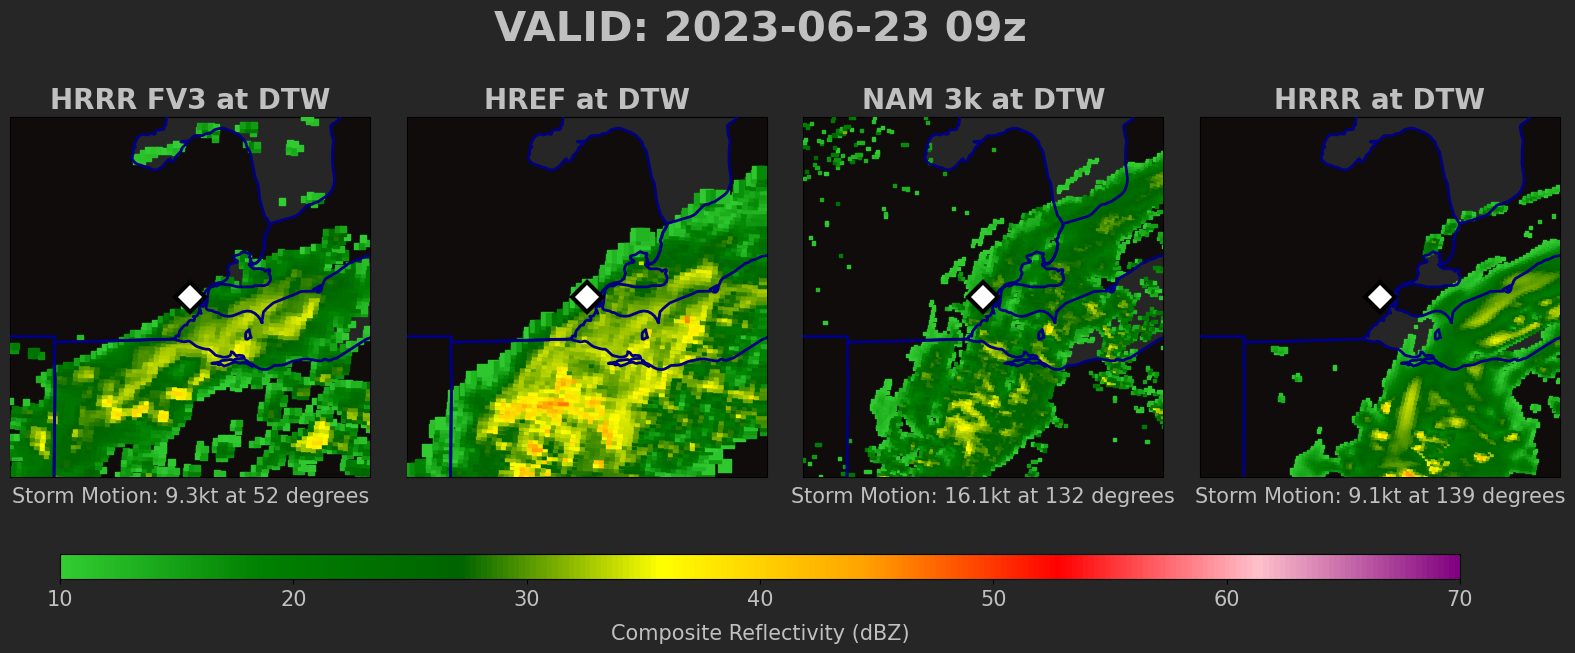 VALID: 2023-06-23 09z
HRRR FV3 at DTW
HREF at DTW
NAM 3k at DTW
HRRR at DTW
Storm Motion: 9.3kt at 52 degrees
Storm Motion: 16.1kt at 132 degrees
Storm Motion: 9.1kt at 139 degrees
10 20 30 40 50 60 70
Composite Reflectivity (dBZ)